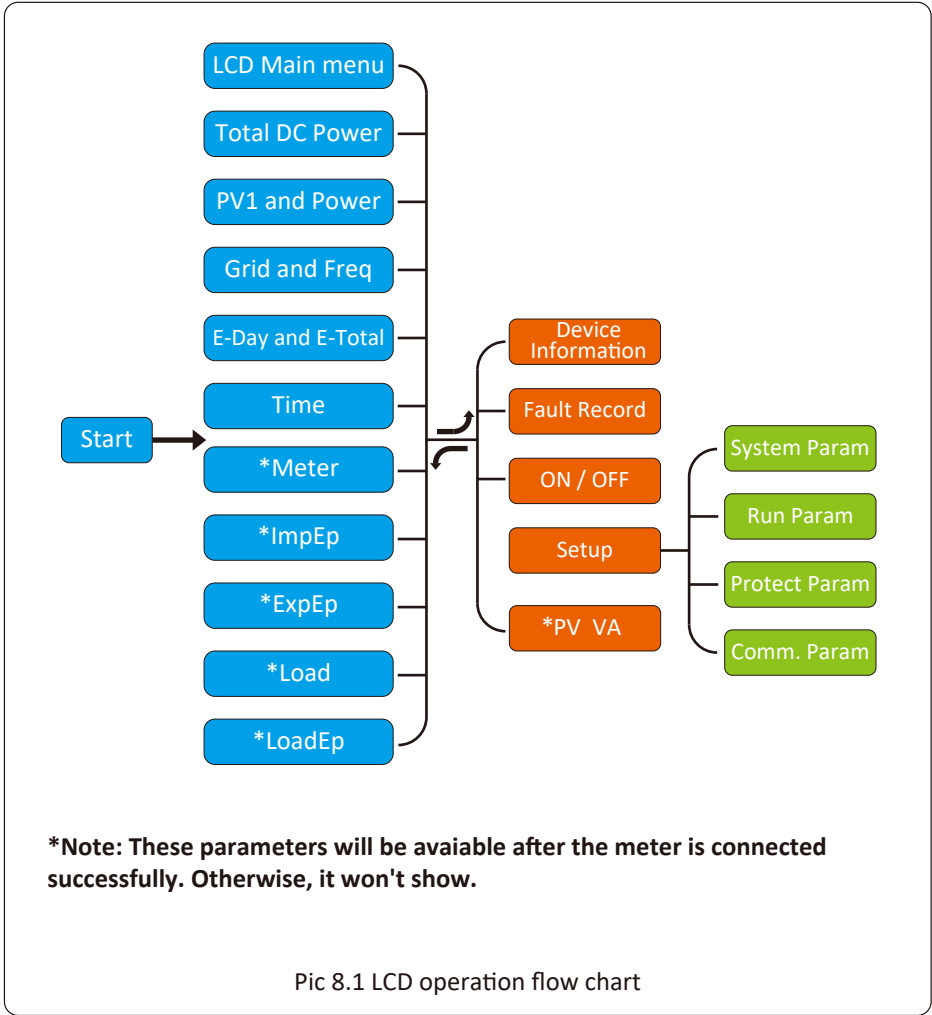 LCD Main menu
Total DC Power
PV1 and Power
Grid and Freq
E-Day and E-Total
Time
Start
*Meter
*ImpEp
*ExpEp
*Load
*LoadEp
Device
Information
Fault Record
ON / OFF
Setup
*PV VA
System Param
Run Param
Protect Param
Comm. Param
*Note: These parameters will be avaiable after the meter is connected
successfully. Otherwise, it won't show.
Pic 8.1 LCD operation flow chart